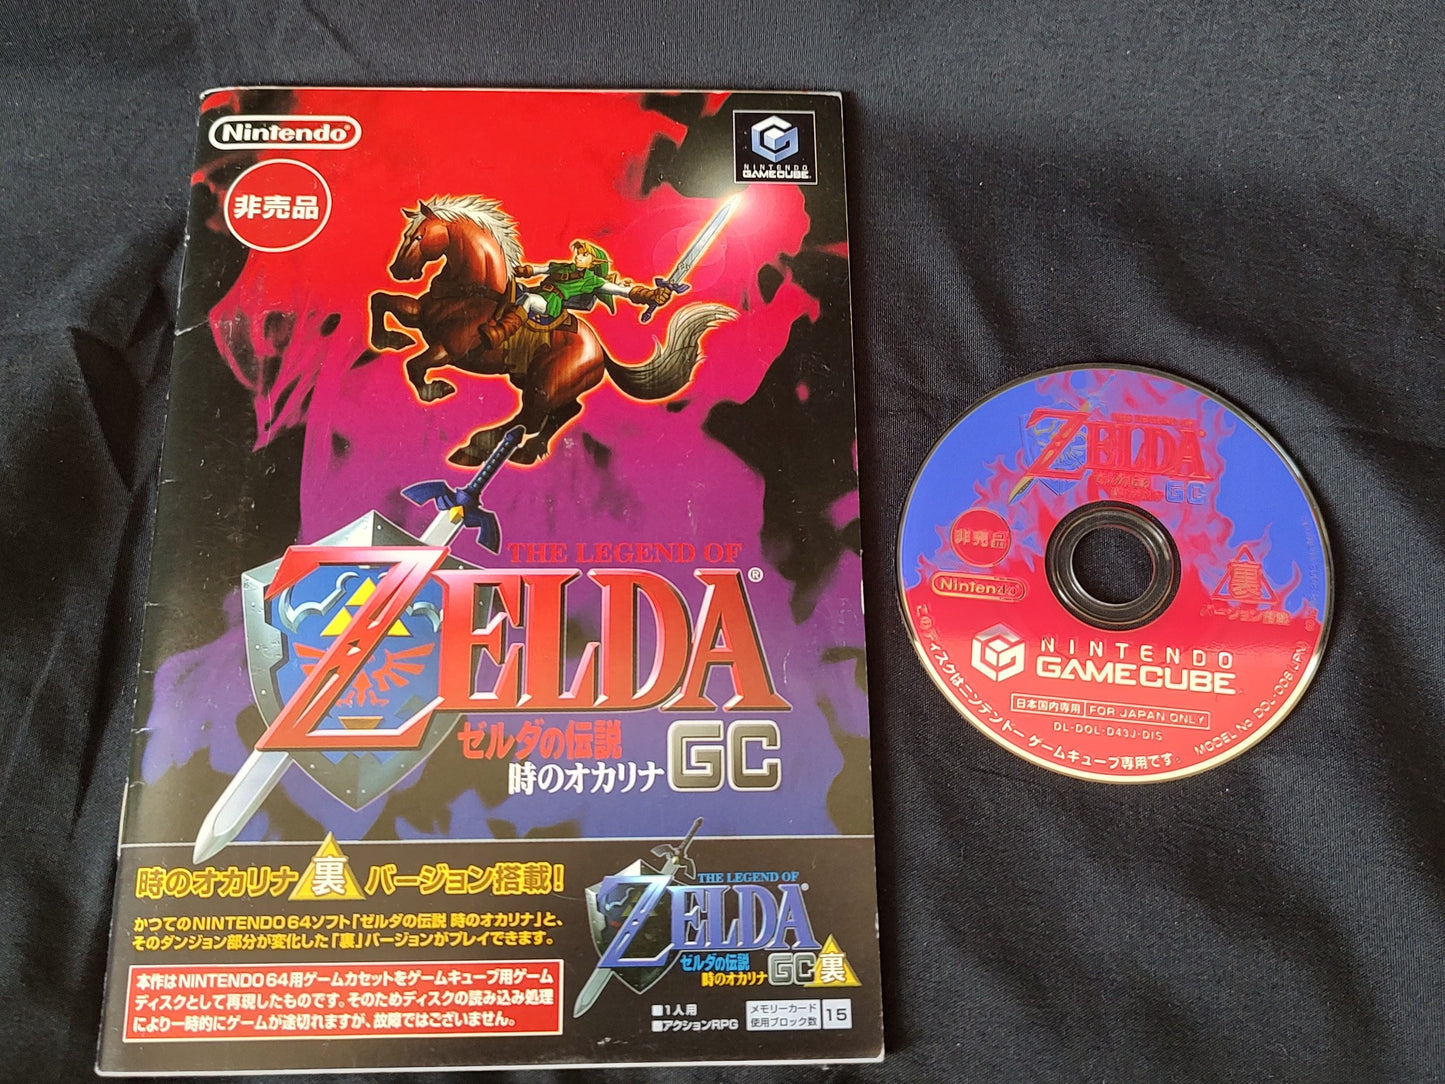 Nintendo®
非売品
NINTENDO
GAMECUBE
THE LEGEND OF
ZELDA®
ゼルダの伝説
時のオカリナ GC
時のオカリナ 裏 バージョン搭載!
かつてのNINTENDO64ソフト「ゼルダの伝説 時のオカリナ」と、
そのダンジョン部分が変化した「裏」バージョンがプレイできます。
本作はNINTENDO64用ゲームカセットをゲームキューブ用ゲーム
ディスクとして再現したものです。そのためディスクの読み込み処理
により一時的にゲームが途切れますが、故障ではございません。
THE LEGEND OF
ZELDA®
ゼルダの伝説
時のオカリナ GC 裏
■1人用
■アクションRPG
メモリーカード
使用ブロック数 15
ZELDA
ゼルダの伝説
時のオカリナ GC
非売品
Nintendo
裏
バージョン搭載
NINTENDO
GAMECUBE
日本国内専用 FOR JAPAN ONLY
DL-DOL-D43J-DIS
このディスクはニンテンドー ゲームキューブ専用です。
MODEL No.